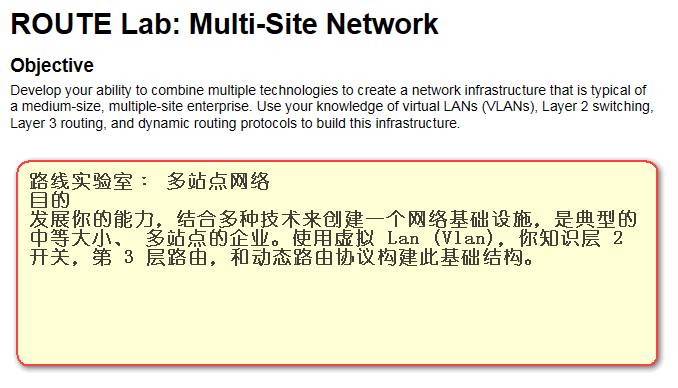 ROUTE Lab: Multi-Site Network
Objective
Develop your ability to combine multiple technologies to create a network infrastructure that is typical of
a medium-size, multiple-site enterprise. Use your knowledge of virtual LANs (VLANs), Layer 2 switching,
Layer 3 routing, and dynamic routing protocols to build this infrastructure.
路线实验室： 多站点网络
目的
发展你的能力，结合多种技术来创建一个网络基础设施，是典型的
中等大小、 多站点的企业。使用虚拟 Lan (Vlan)，你知识层 2
开关，第 3 层路由，和动态路由协议构建此基础结构。